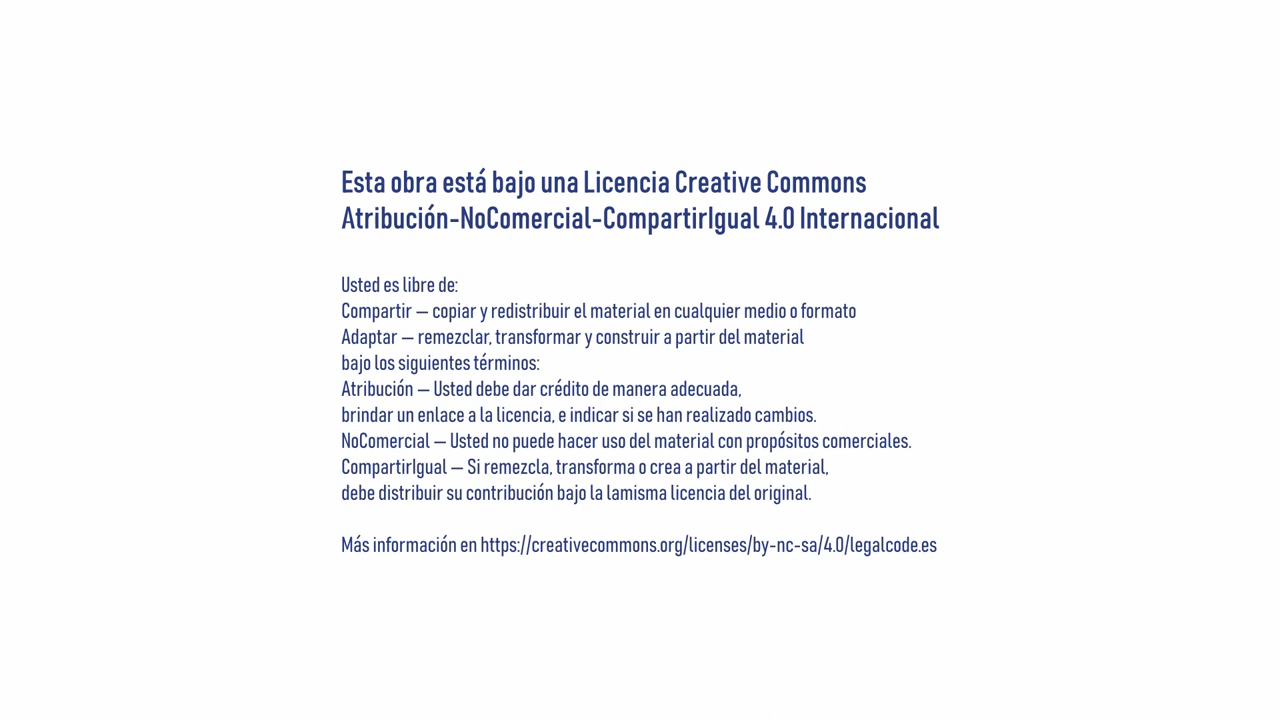 Esta obra está bajo una Licencia Creative Commons
Atribución-NoComercial-CompartirIgual 4.0 Internacional
Usted es libre de:
Compartir — copiar y redistribuir el material en cualquier medio o formato
Adaptar — remezclar, transformar y construir a partir del material
bajo los siguientes términos:
Atribución — Usted debe dar crédito de manera adecuada,
brindar un enlace a la licencia, e indicar si se han realizado cambios.
NoComercial — Usted no puede hacer uso del material con propósitos comerciales.
CompartirIgual — Si remezcla, transforma o crea a partir del material,
debe distribuir su contribución bajo la lamisma licencia del original.
Más información en https://creativecommons.org/licenses/by-nc-sa/4.0/legalcode.es